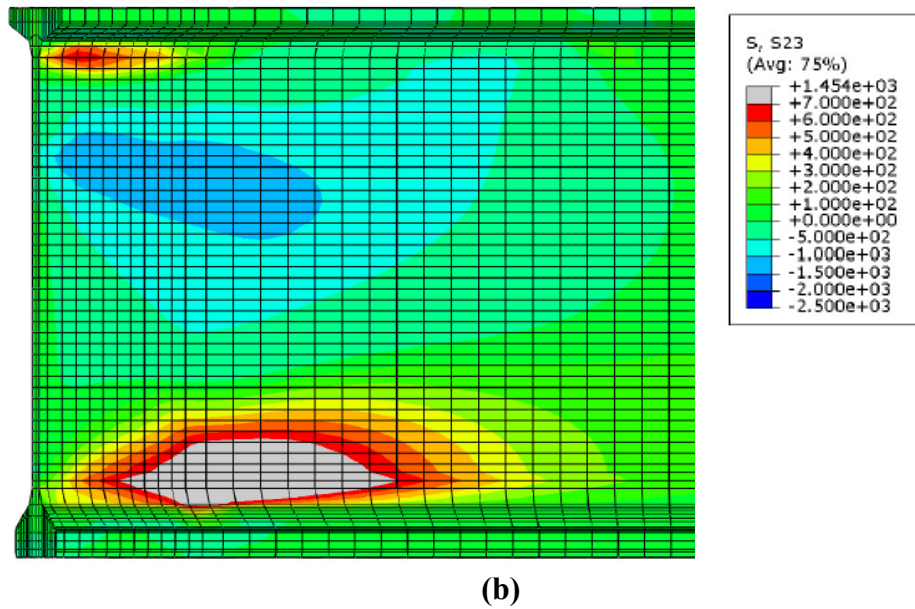 S, S23
(Avg: 75%)
+1.454e+03
+7.000e+02
+6.000e+02
+5.000e+02
+4.000e+02
+3.000e+02
+2.000e+02
+1.000e+02
+0.000e+00
-5.000e+02
-1.000e+03
-1.500e+03
-2.000e+03
-2.500e+03
(b)